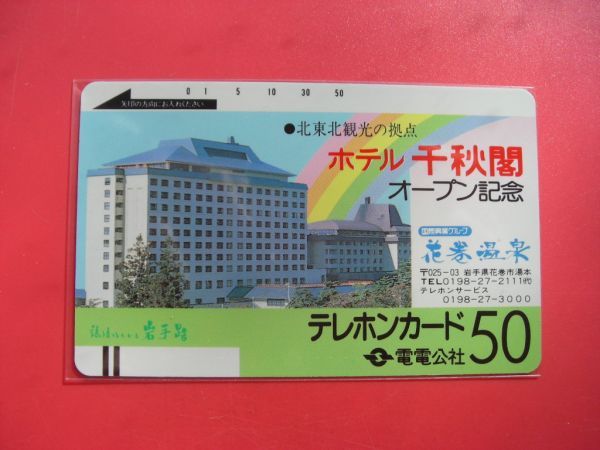 0 1 5 10 30 50
矢印の方向にお入れください
●北東北観光の拠点
ホテル 千秋閣
オープン記念
国際興業グループ
花巻温泉
〒025-03 岩手県花巻市湯本
TEL0198-27-2111㈹
テレホンサービス
0198-27-3000
岩手路
テレホンカード50
電電公社